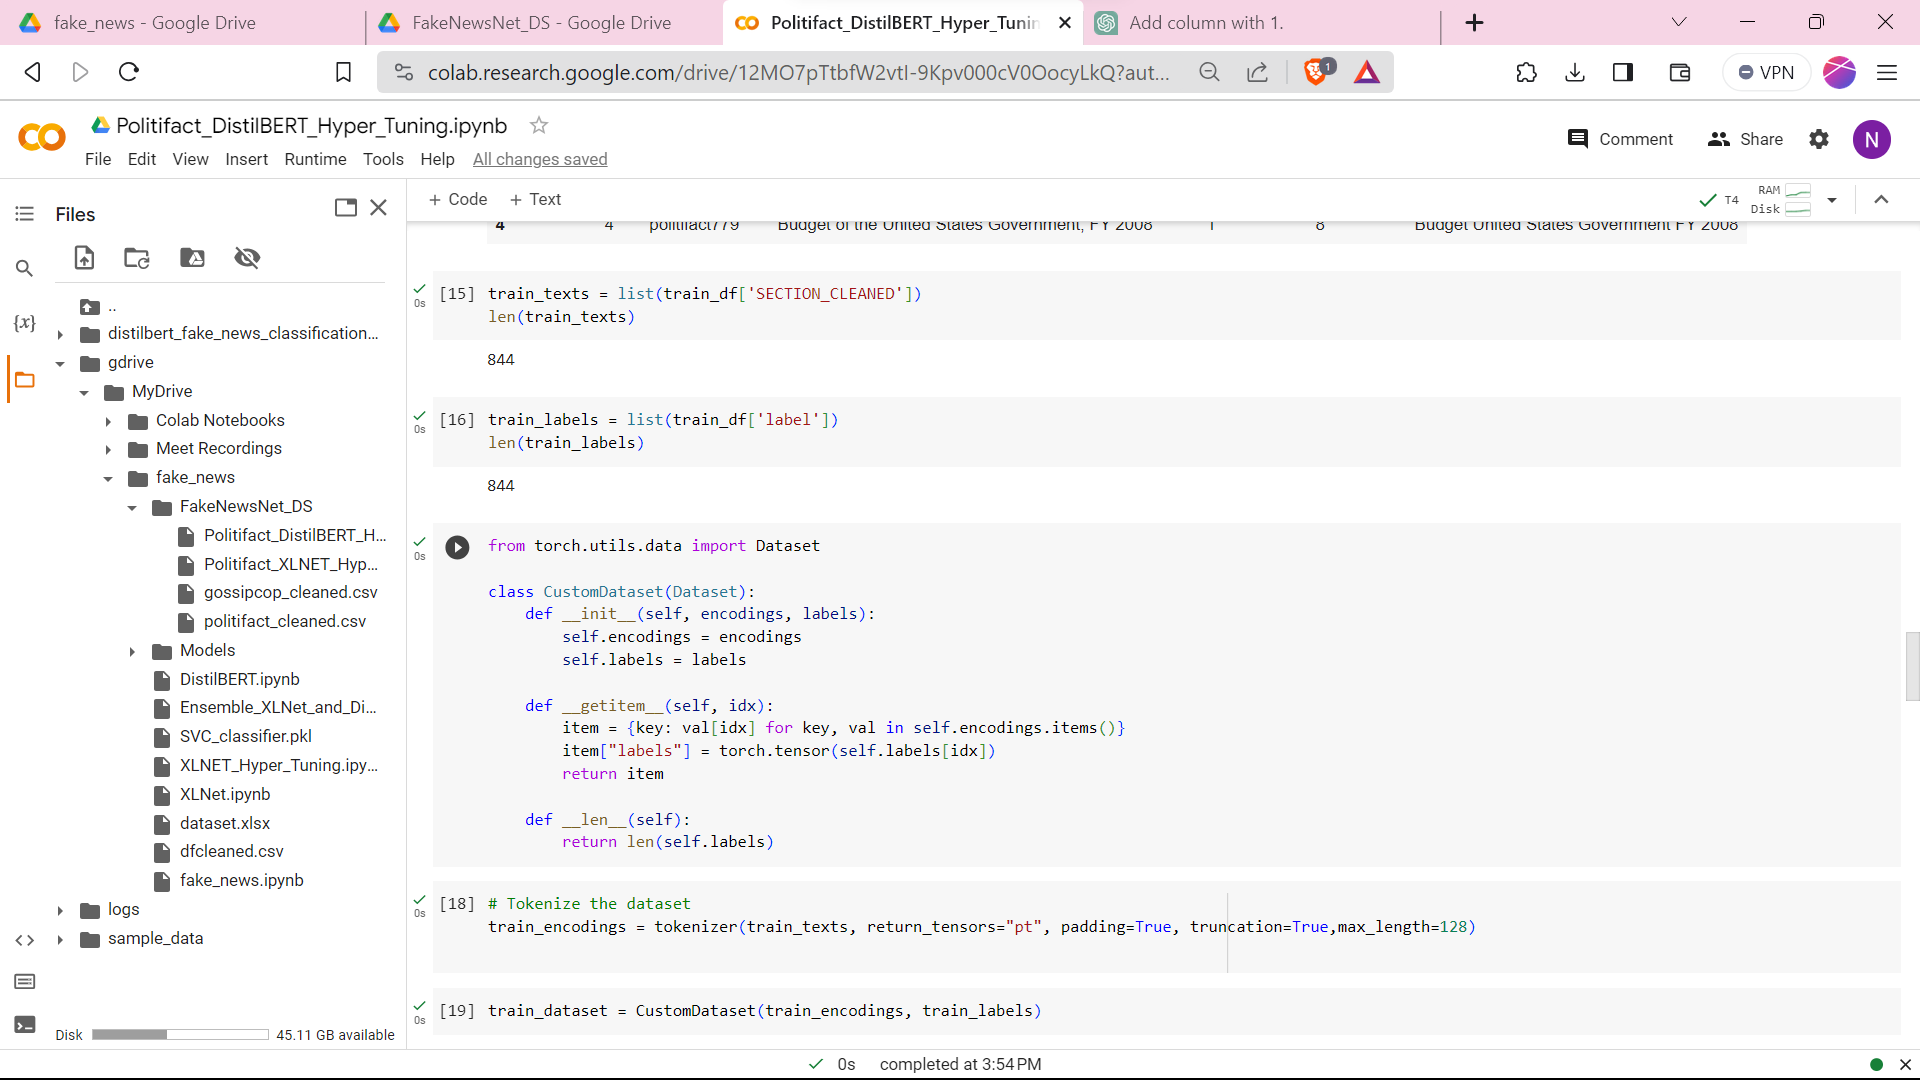 fake_news - Google Drive
FakeNewsNet_DS - Google Drive
Politifact_DistilBERT_Hyper_Tunin
Add column with 1.
colab.research.google.com/drive/12MO7pTtbfW2vtI-9Kpv000cV0OocyLkQ?aut...
1
VPN
Politifact_DistilBERT_Hyper_Tuning.ipynb
File Edit View Insert Runtime Tools Help All changes saved
Comment
Share
N
Files
+ Code + Text
T4
RAM
Disk
4 4 politifact779 Budget of the United States Government, FY 2008 1 8 Budget United States Government FY 2008
..
distilbert_fake_news_classification...
gdrive
MyDrive
Colab Notebooks
Meet Recordings
fake_news
FakeNewsNet_DS
Politifact_DistilBERT_H...
Politifact_XLNET_Hyp...
gossipcop_cleaned.csv
politifact_cleaned.csv
Models
DistilBERT.ipynb
Ensemble_XLNet_and_Di...
SVC_classifier.pkl
XLNET_Hyper_Tuning.ipy...
XLNet.ipynb
dataset.xlsx
dfcleaned.csv
fake_news.ipynb
logs
sample_data
Disk 45.11 GB available
{x}
0s
[15] train_texts = list(train_df['SECTION_CLEANED'])
len(train_texts)
844
0s
[16] train_labels = list(train_df['label'])
len(train_labels)
844
0s
from torch.utils.data import Dataset
class CustomDataset(Dataset):
def __init__(self, encodings, labels):
self.encodings = encodings
self.labels = labels
def __getitem__(self, idx):
item = {key: val[idx] for key, val in self.encodings.items()}
item["labels"] = torch.tensor(self.labels[idx])
return item
def __len__(self):
return len(self.labels)
0s
[18] # Tokenize the dataset
train_encodings = tokenizer(train_texts, return_tensors="pt", padding=True, truncation=True,max_length=128)
0s
[19] train_dataset = CustomDataset(train_encodings, train_labels)
0s completed at 3:54 PM